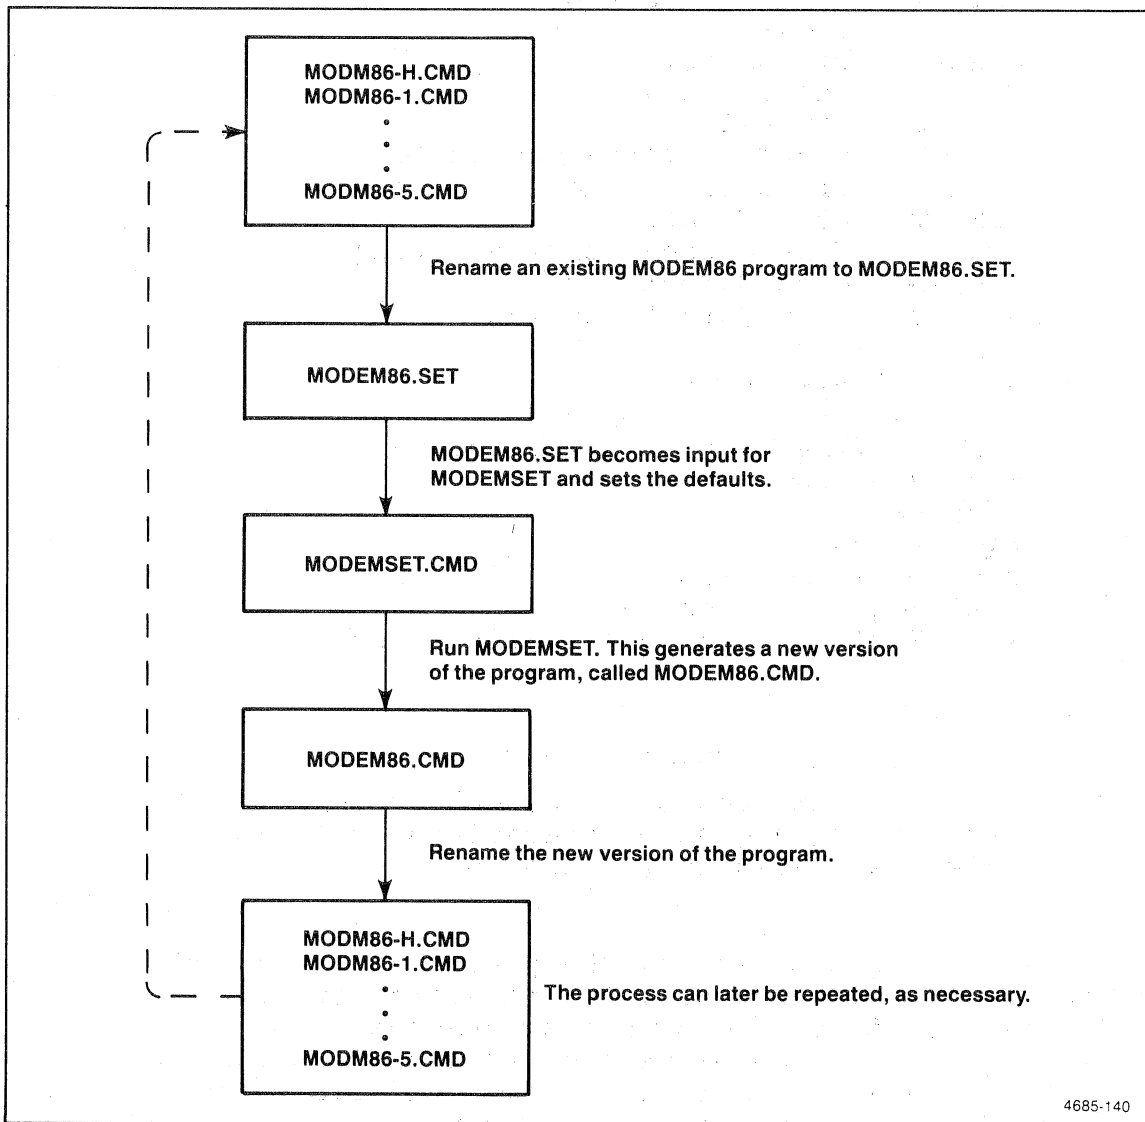 MODM86-H.CMD
MODM86-1.CMD
•
•
•
MODM86-5.CMD
Rename an existing MODEM86 program to MODEM86.SET.
MODEM86.SET
MODEM86.SET becomes input for
MODEMSET and sets the defaults.
MODEMSET.CMD
Run MODEMSET. This generates a new version
of the program, called MODEM86.CMD.
MODEM86.CMD
Rename the new version of the program.
MODM86-H.CMD
MODM86-1.CMD
•
•
•
MODM86-5.CMD
The process can later be repeated, as necessary.
4685-140